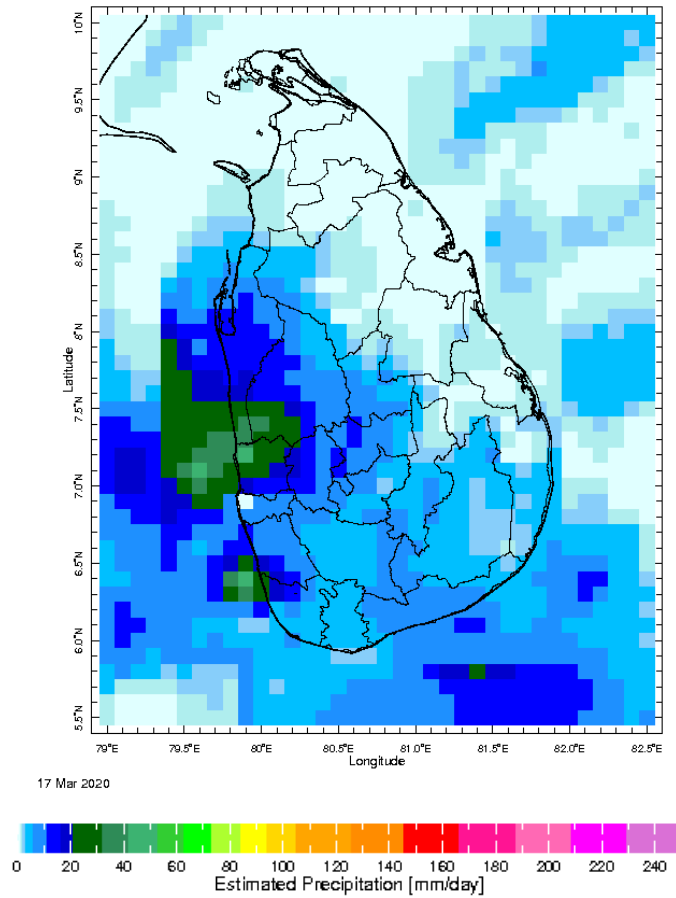 10°N
9.5°N
9°N
8.5°N
8°N
7.5°N
7.0°N
6.5°N
6.0°N
5.5°N
Latitude
79°E 79.5°E 80°E 80.5°E 81.0°E 81.5°E 82.0°E 82.5°E
Longitude
17 Mar 2020
0 20 40 60 80 100 120 140 160 180 200 220 240
Estimated Precipitation [mm/day]